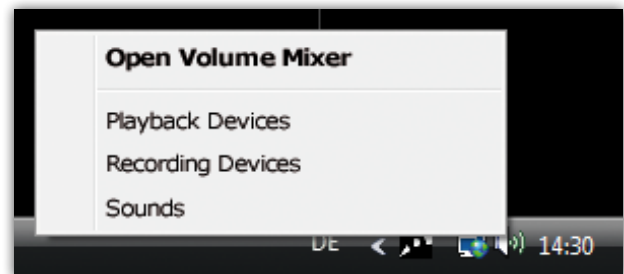 Open Volume Mixer
Playback Devices
Recording Devices
Sounds
DE < 14:30